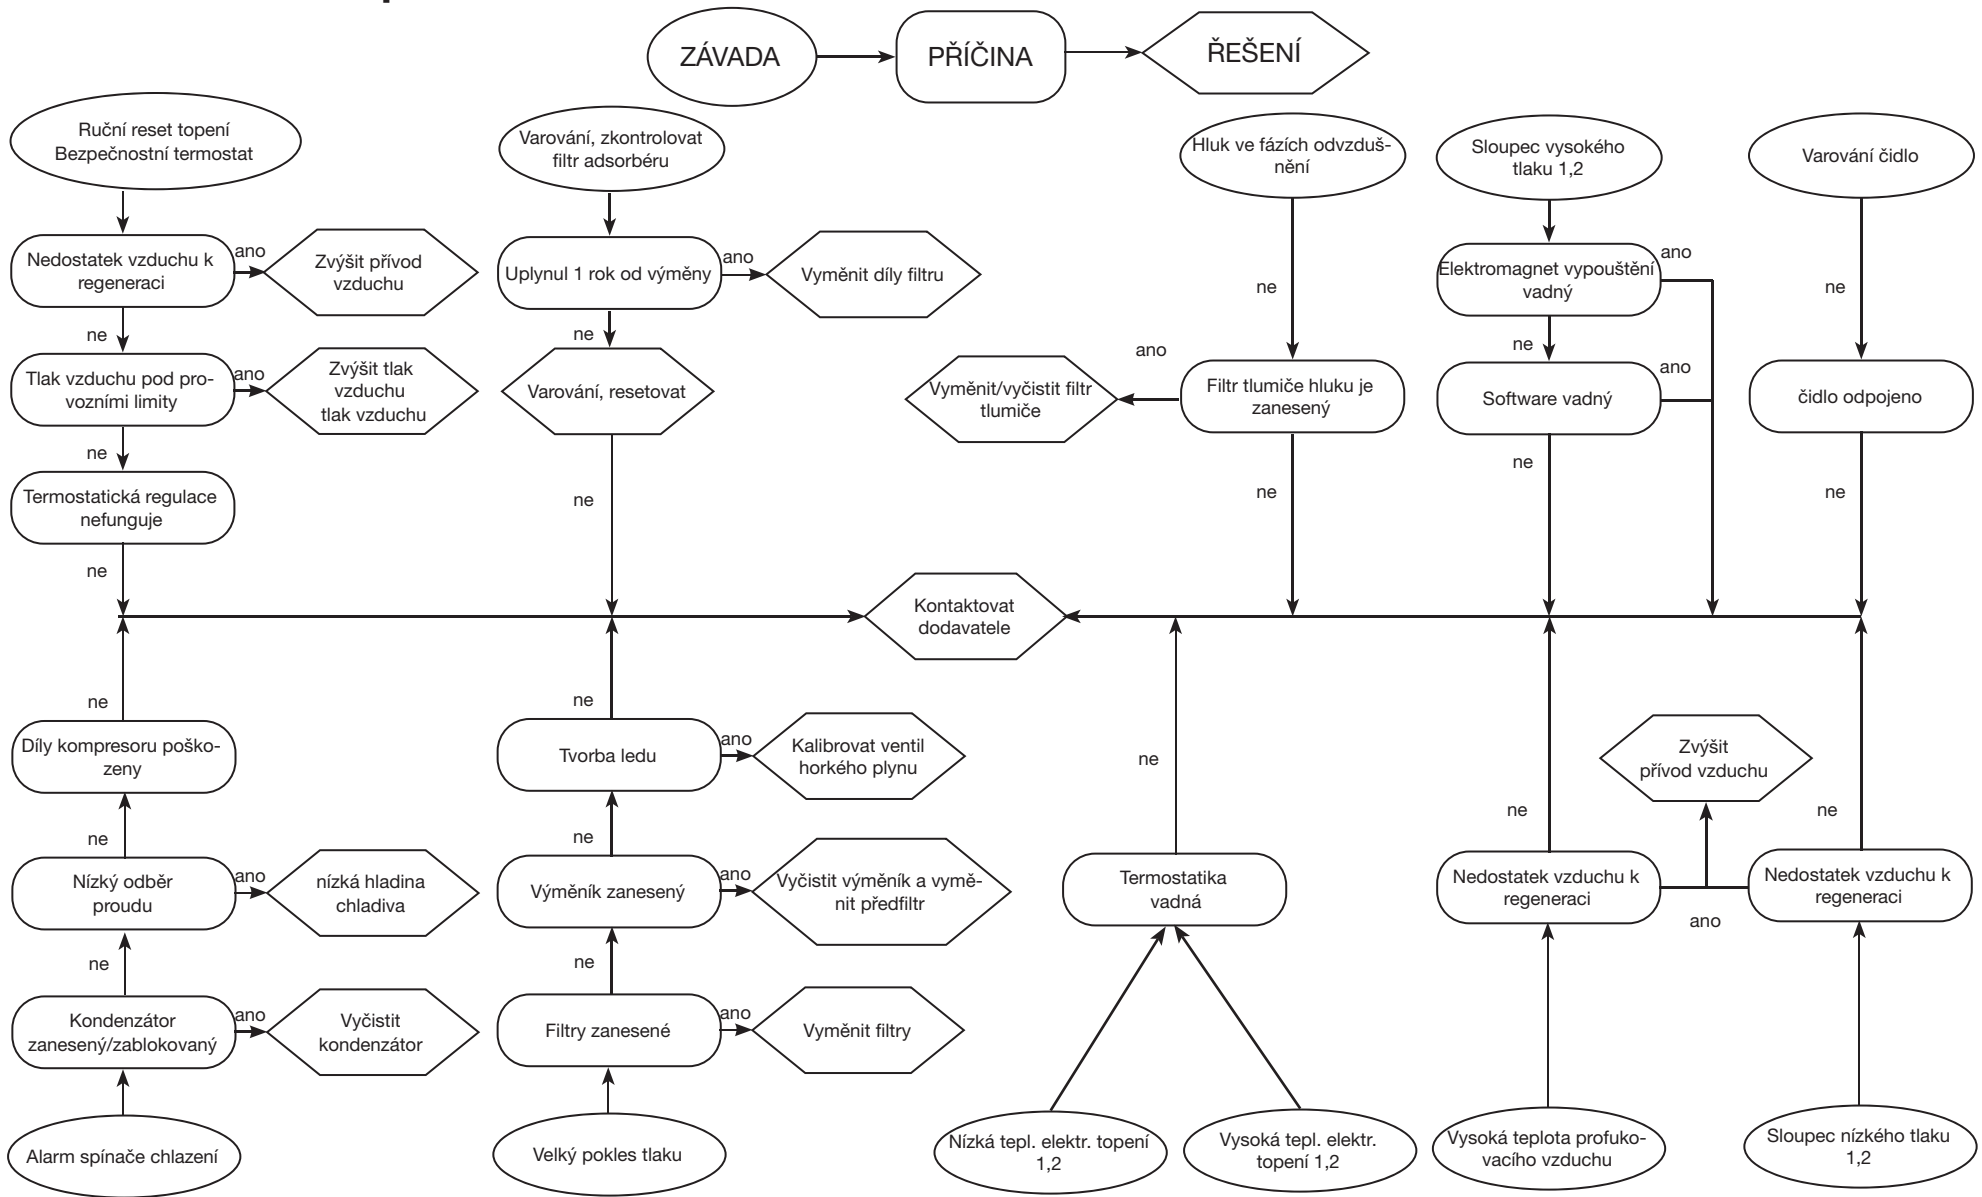 ZÁVADA
PŘÍČINA
ŘEŠENÍ
Ruční reset topení
Bezpečnostní termostat
Nedostatek vzduchu k
regeneraci
ano
Zvýšit přívod
vzduchu
ne
Tlak vzduchu pod pro-
vozními limity
ano
Zvýšit tlak
vzduchu
tlak vzduchu
ne
Termostatická regulace
nefunguje
ne
Varování, zkontrolovat
filtr adsorbéru
Uplynul 1 rok od výměny
ano
Vyměnit díly filtru
ne
Varování, resetovat
ne
Hluk ve fázích odvzduš-
nění
ne
Filtr tlumiče hluku je
zanesený
ano
Vyměnit/vyčistit filtr
tlumiče
ne
Sloupec vysokého
tlaku 1,2
Elektromagnet vypouštění
vadný
ano
ne
Software vadný
ano
ne
Varování čidlo
ne
čidlo odpojeno
ne
Kontaktovat
dodavatele
ne
Díly kompresoru poško-
zeny
ne
Nízký odběr
proudu
ano
nízká hladina
chladiva
ne
Kondenzátor
zanesený/zablokovaný
ano
Vyčistit
kondenzátor
Alarm spínače chlazení
ne
Tvorba ledu
ano
Kalibrovat ventil
horkého plynu
ne
Výměník zanesený
ano
Vyčistit výměník a vymě-
nit předfiltr
ne
Filtry zanesené
ano
Vyměnit filtry
Velký pokles tlaku
ne
Termostatika
vadná
Nízká tepl. elektr. topení
1,2
Vysoká tepl. elektr.
topení 1,2
Zvýšit
přívod vzduchu
ne
Nedostatek vzduchu k
regeneraci
ano
Vysoká teplota profuko-
vacího vzduchu
ne
Nedostatek vzduchu k
regeneraci
Sloupec nízkého tlaku
1,2